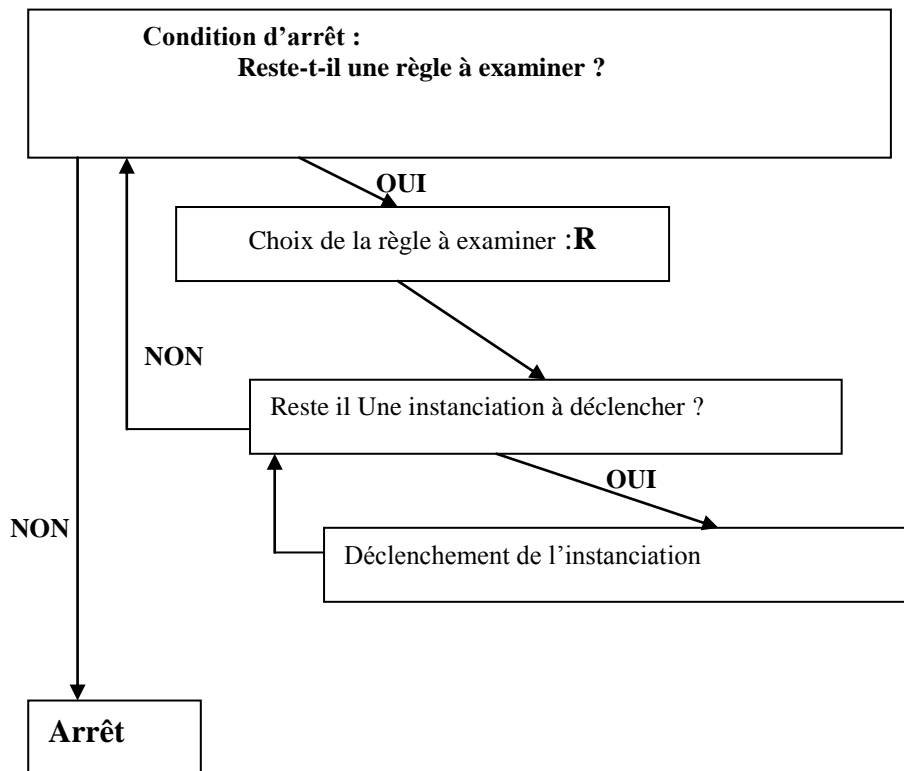 Condition d’arrêt :
Reste-t-il une règle à examiner ?
OUI
Choix de la règle à examiner :R
NON
Reste il Une instanciation à déclencher ?
OUI
NON
Déclenchement de l’instanciation
Arrêt